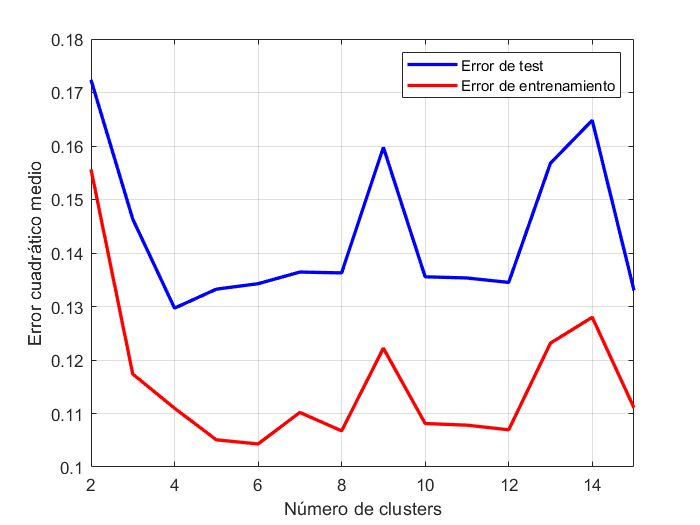 0.18
0.17
0.16
0.15
0.14
0.13
0.12
0.11
0.1
Error cuadrático medio
Error de test
Error de entrenamiento
2 4 6 8 10 12 14
Número de clusters